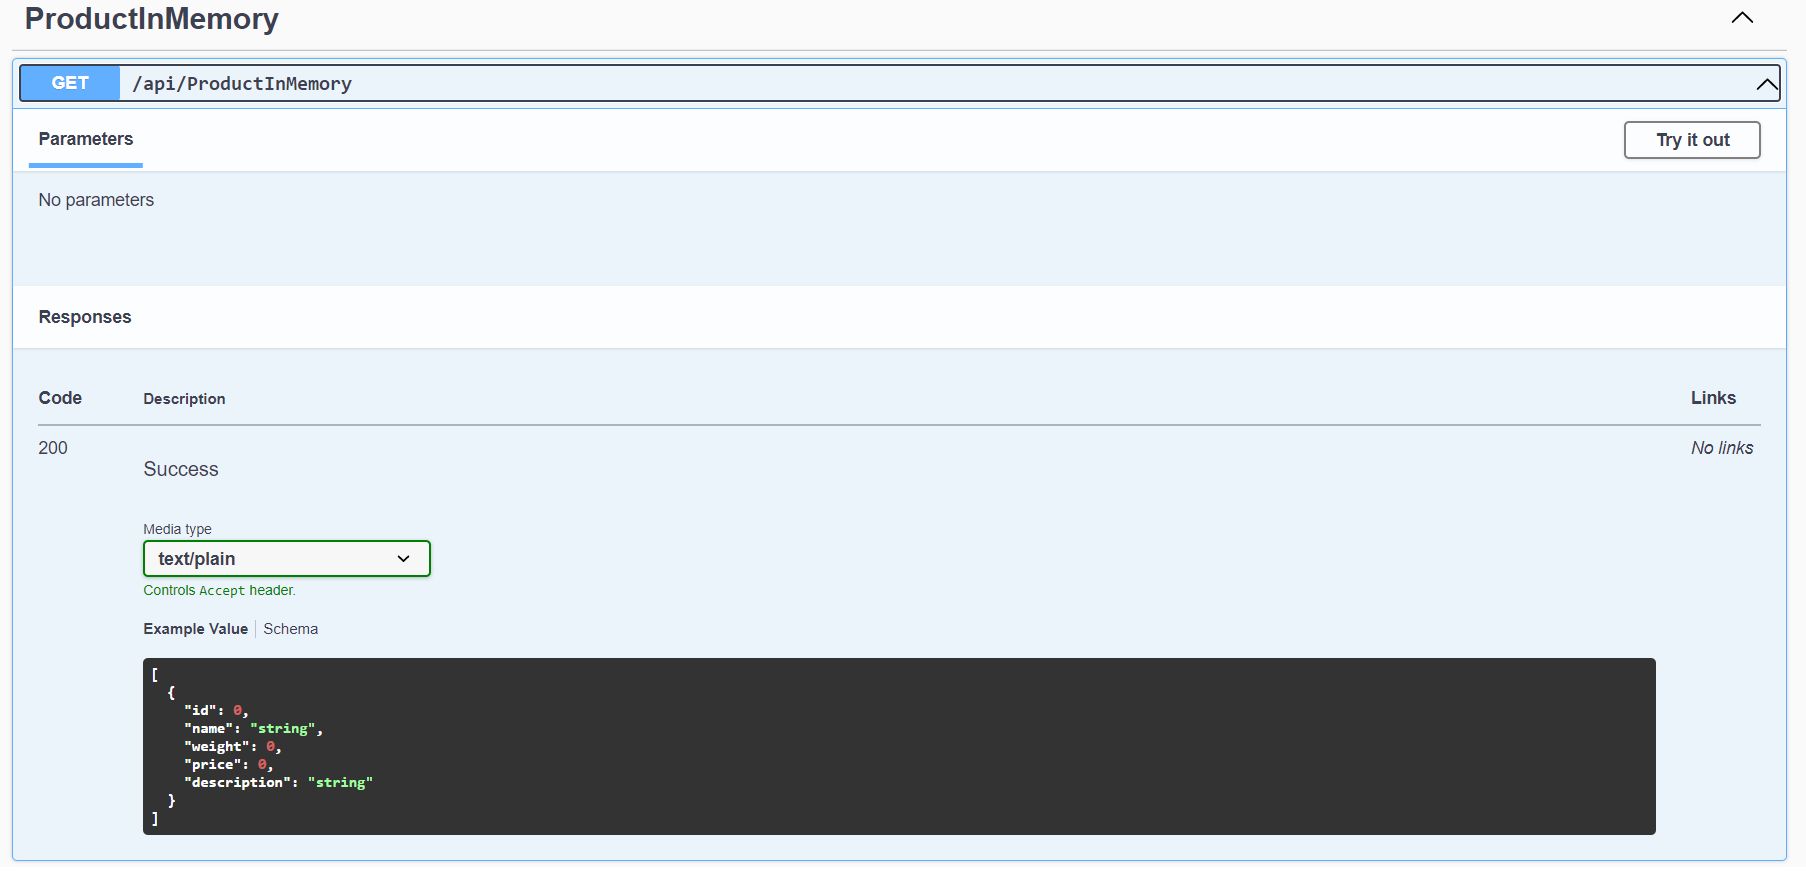 ProductInMemory
GET /api/ProductInMemory
Parameters
Try it out
No parameters
Responses
Code Description Links
200 No links
Success
Media type
text/plain
Controls Accept header.
Example Value Schema
[
  {
    "id": 0,
    "name": "string",
    "weight": 0,
    "price": 0,
    "description": "string"
  }
]